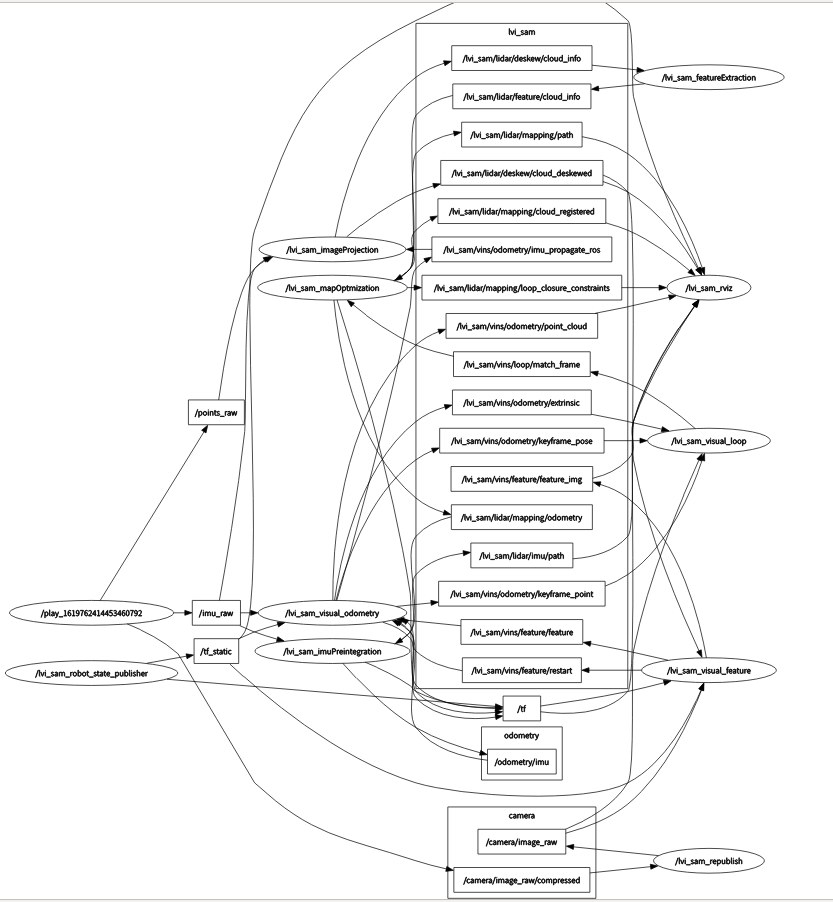 lvi_sam
/lvi_sam/lidar/deskew/cloud_info
/lvi_sam_featureExtraction
/lvi_sam/lidar/feature/cloud_info
/lvi_sam/lidar/mapping/path
/lvi_sam/lidar/deskew/cloud_deskewed
/lvi_sam/lidar/mapping/cloud_registered
/lvi_sam_imageProjection
/lvi_sam/vins/odometry/imu_propagate_ros
/lvi_sam_mapOptmization
/lvi_sam/lidar/mapping/loop_closure_constraints
/lvi_sam_rviz
/lvi_sam/vins/odometry/point_cloud
/lvi_sam/vins/loop/match_frame
/lvi_sam/vins/odometry/extrinsic
/points_raw
/lvi_sam/vins/odometry/keyframe_pose
/lvi_sam_visual_loop
/lvi_sam/vins/feature/feature_img
/lvi_sam/lidar/mapping/odometry
/lvi_sam/lidar/imu/path
/lvi_sam/vins/odometry/keyframe_point
/play_1619762414453460792
/imu_raw
/lvi_sam_visual_odometry
/lvi_sam/vins/feature/feature
/tf_static
/lvi_sam_imuPreintegration
/lvi_sam_robot_state_publisher
/lvi_sam/vins/feature/restart
/lvi_sam_visual_feature
/tf
odometry
/odometry/imu
camera
/camera/image_raw
/lvi_sam_republish
/camera/image_raw/compressed